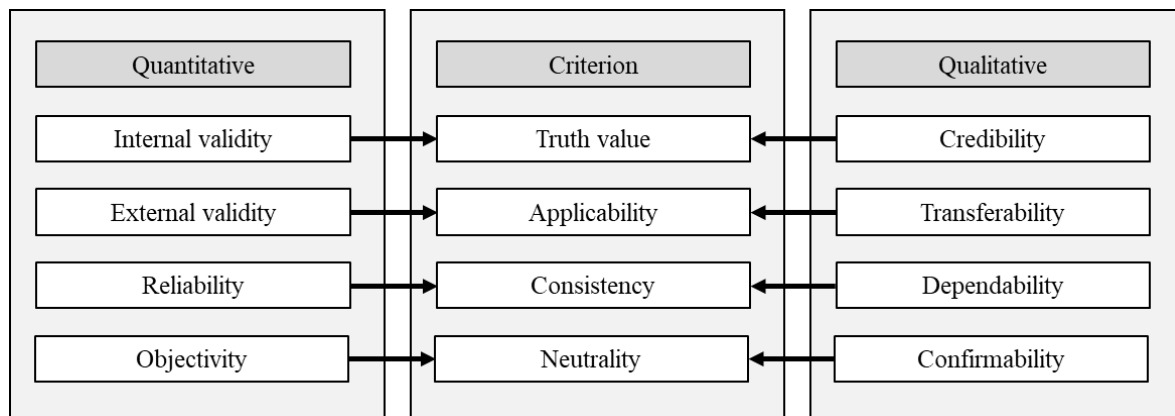 Quantitative
Criterion
Qualitative
Internal validity
Truth value
Credibility
External validity
Applicability
Transferability
Reliability
Consistency
Dependability
Objectivity
Neutrality
Confirmability